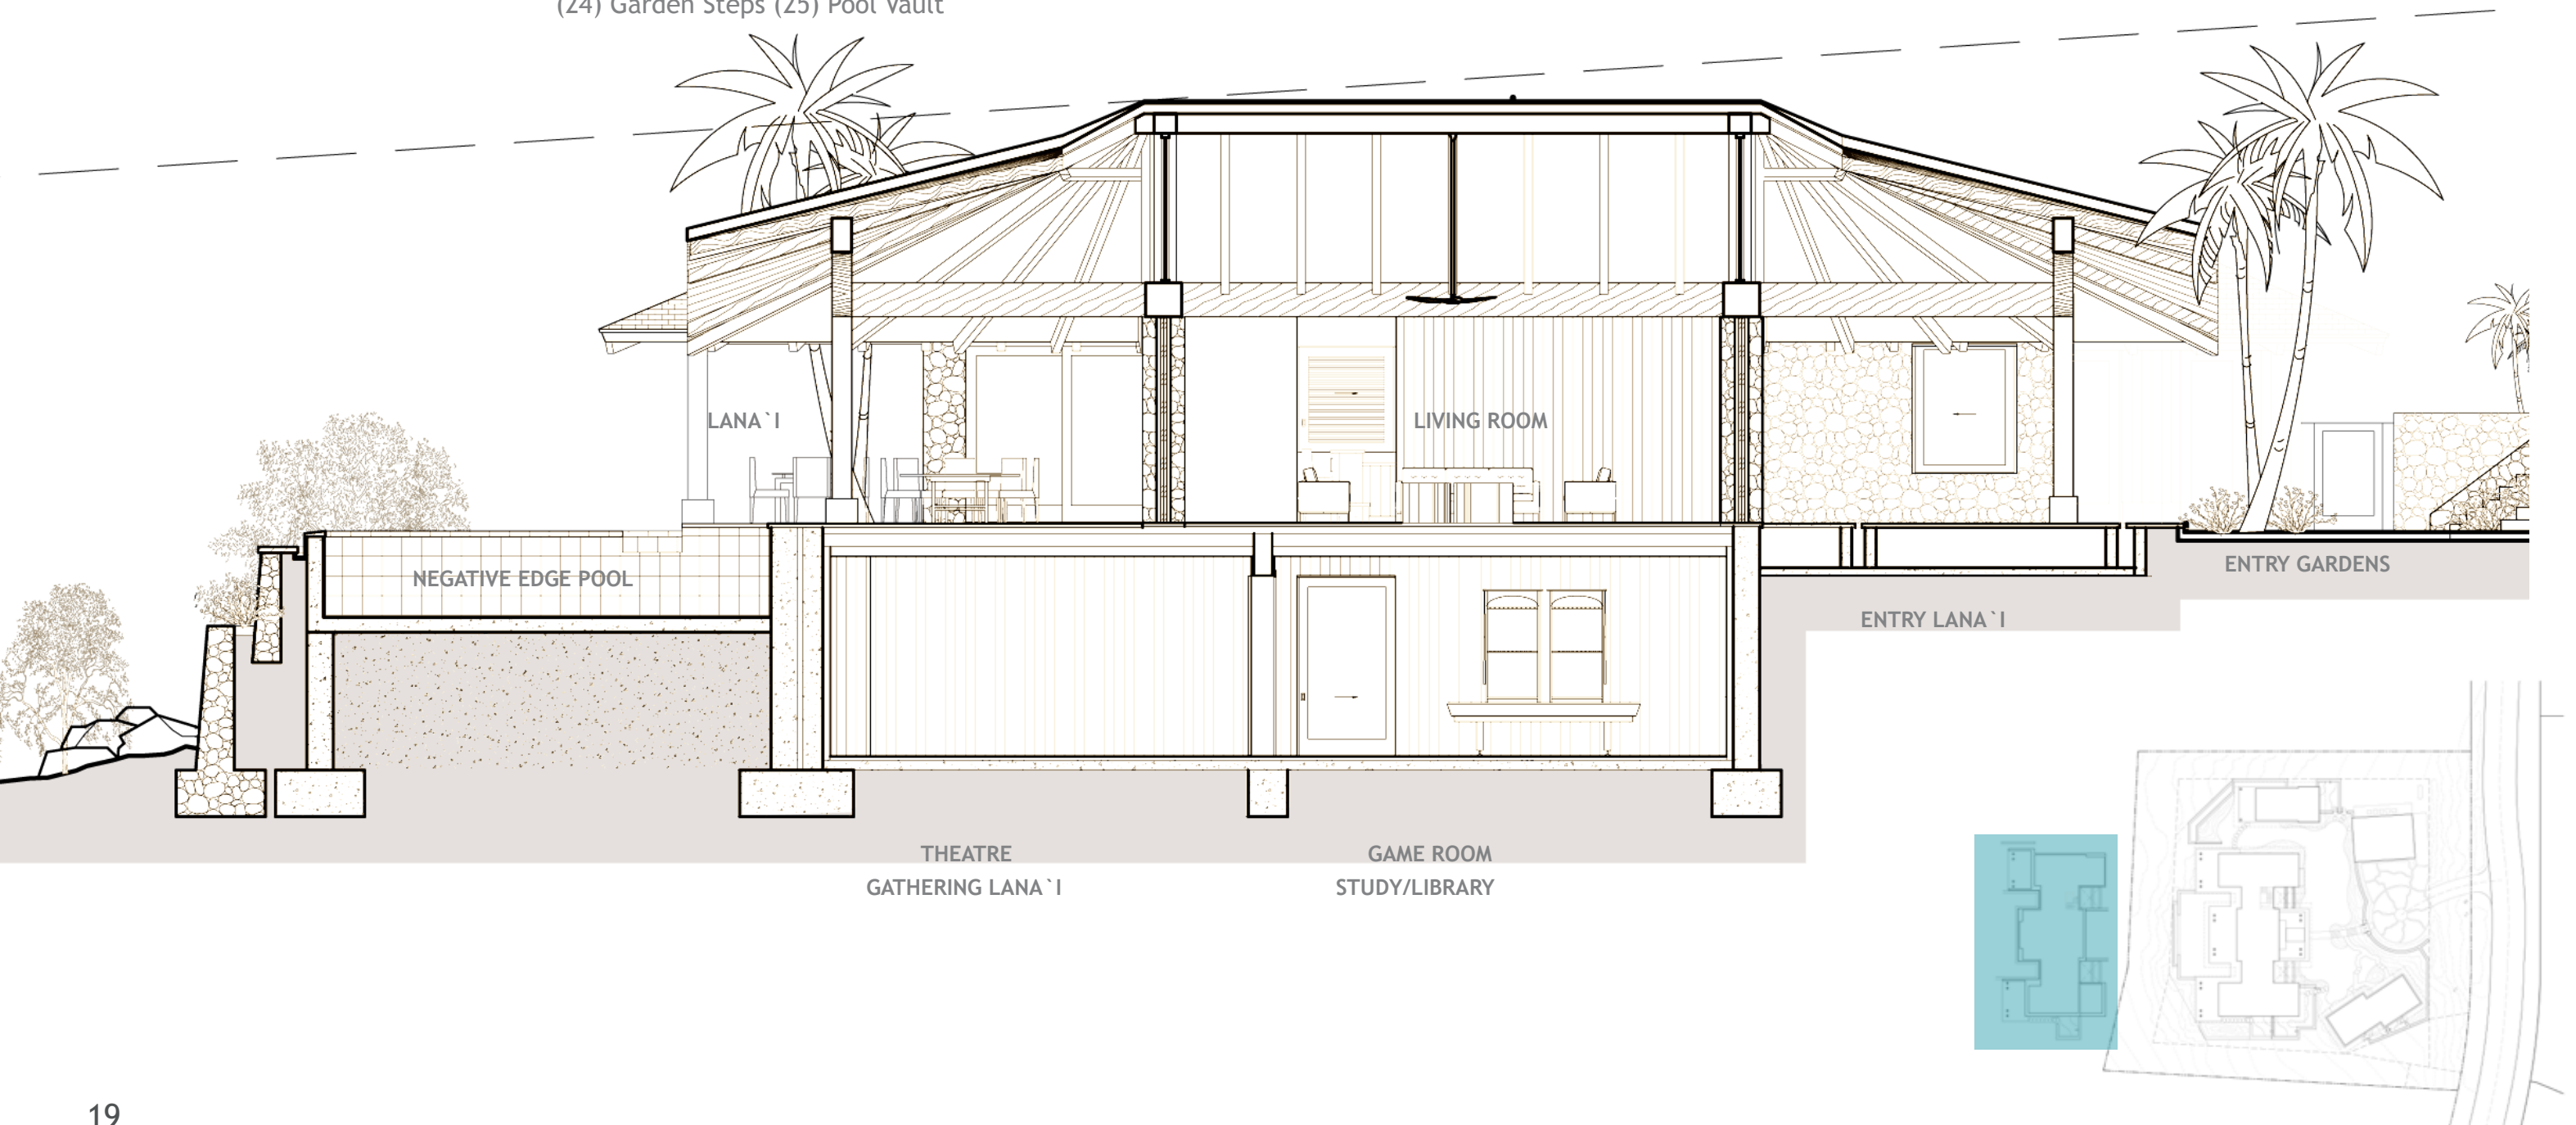 (24) Garden Steps (25) Pool Vault
LANA`I
LIVING ROOM
NEGATIVE EDGE POOL
ENTRY GARDENS
ENTRY LANA`I
THEATRE
GATHERING LANA`I
GAME ROOM
STUDY/LIBRARY
19